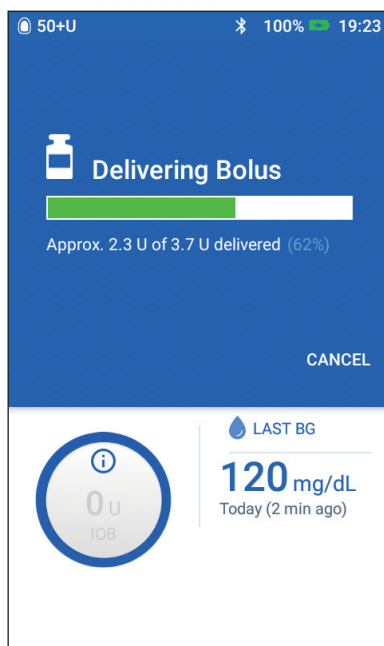 50+U 100% 19:23
Delivering Bolus
Approx. 2.3 U of 3.7 U delivered (62%)
CANCEL
LAST BG
0 U
IOB
120 mg/dL
Today (2 min ago)